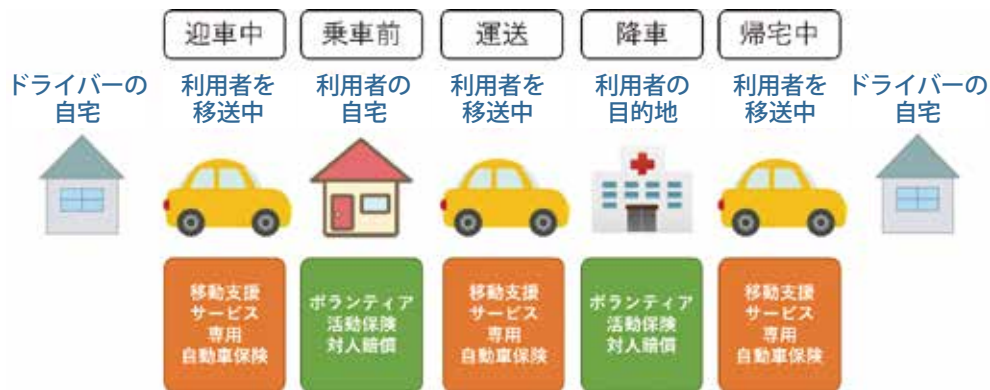 迎車中
乗車前
運送
降車
帰宅中
ドライバーの
自宅
利用者を
移送中
利用者の
自宅
利用者を
移送中
利用者の
目的地
利用者を
移送中
ドライバーの
自宅
移動支援
サービス
専用
自動車保険
ボランティア
活動保険
対人賠償
移動支援
サービス
専用
自動車保険
ボランティア
活動保険
対人賠償
移動支援
サービス
専用
自動車保険